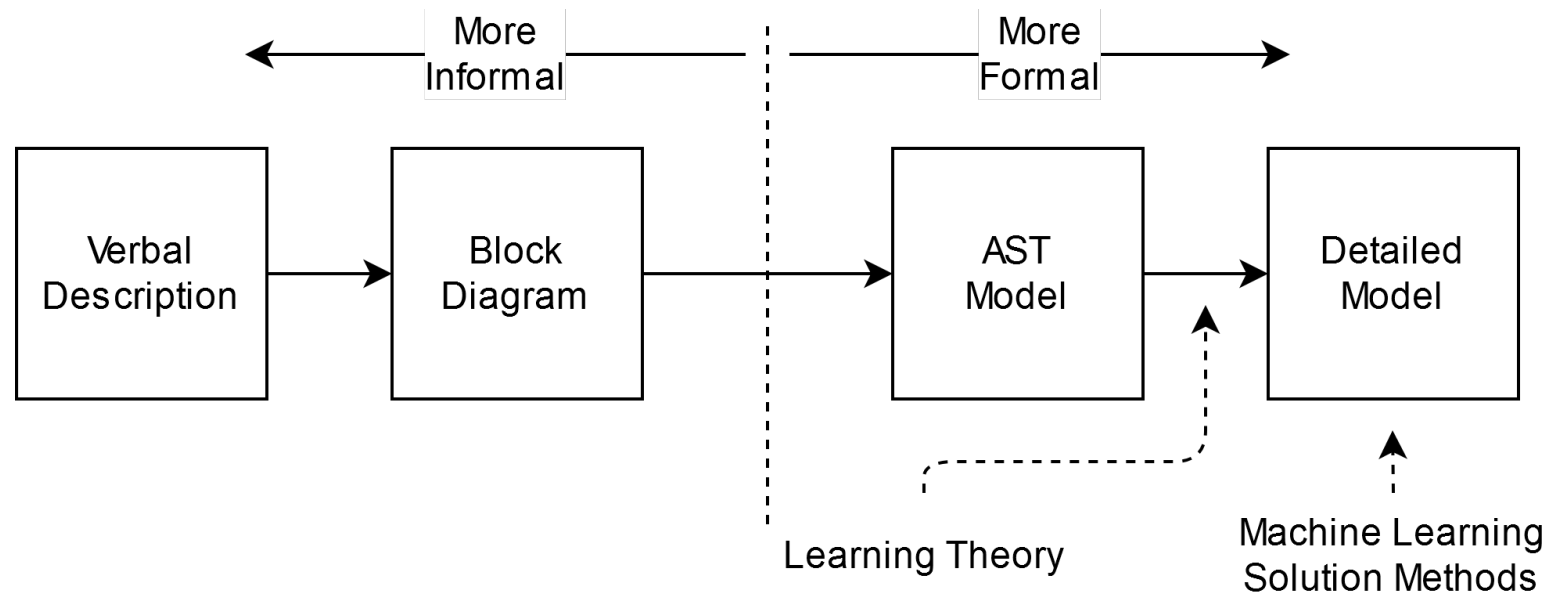 More
Informal
More
Formal
Verbal
Description
Block
Diagram
AST
Model
Detailed
Model
Learning Theory
Machine Learning
Solution Methods